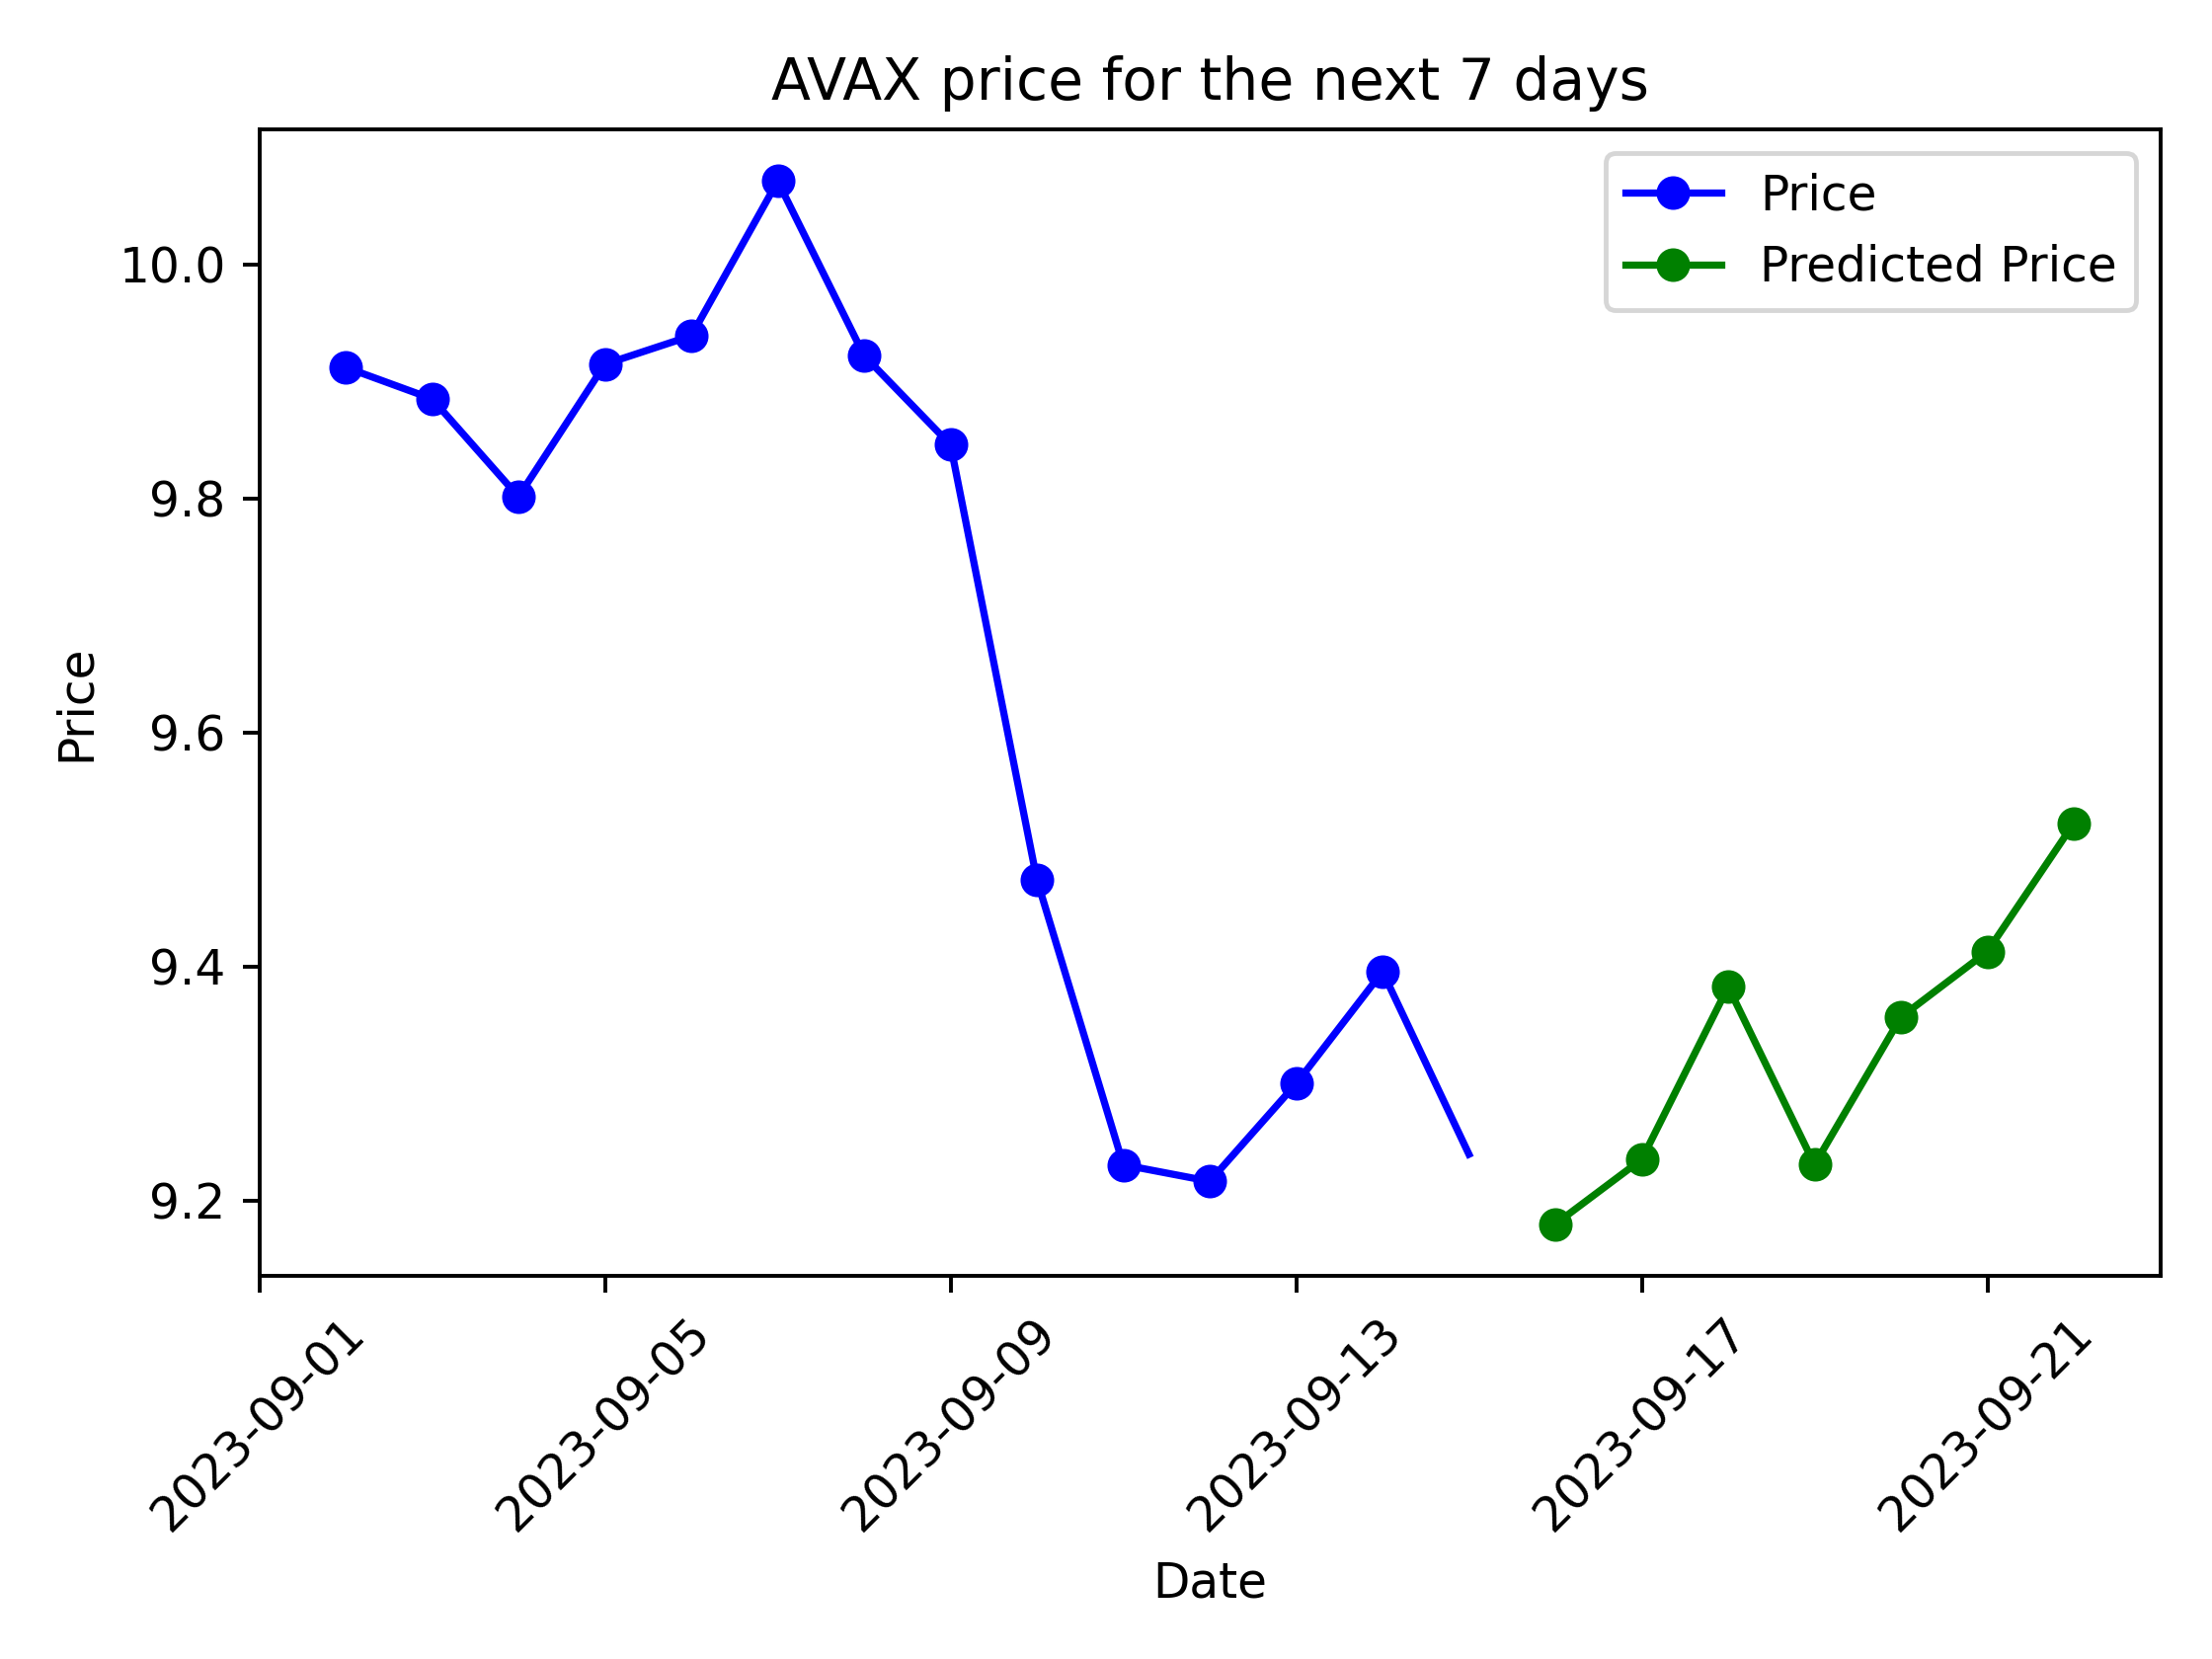 AVAX price for the next 7 days
Price
Predicted Price
10.0
9.8
9.6
9.4
9.2
Price
2023-09-01
2023-09-05
2023-09-09
2023-09-13
2023-09-17
2023-09-21
Date